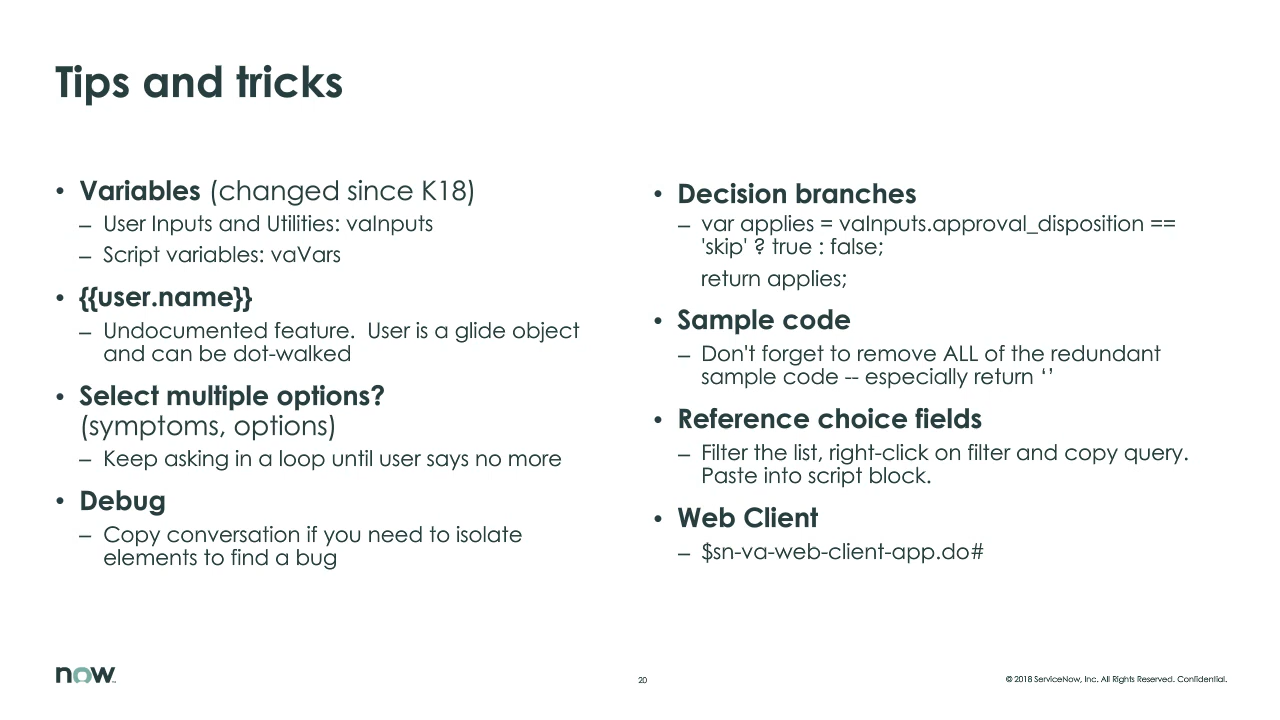 Tips and tricks
• Variables (changed since K18)
– User Inputs and Utilities: vaInputs
– Script variables: vaVars
• {{user.name}}
– Undocumented feature.  User is a glide object
and can be dot-walked
• Select multiple options?
(symptoms, options)
– Keep asking in a loop until user says no more
• Debug
– Copy conversation if you need to isolate
elements to find a bug
• Decision branches
– var applies = vaInputs.approval_disposition ==
'skip' ? true : false;
return applies;
• Sample code
– Don't forget to remove ALL of the redundant
sample code -- especially return ‘’
• Reference choice fields
– Filter the list, right-click on filter and copy query.
Paste into script block.
• Web Client
– $sn-va-web-client-app.do#
now
20
© 2018 ServiceNow, Inc. All Rights Reserved. Confidential.